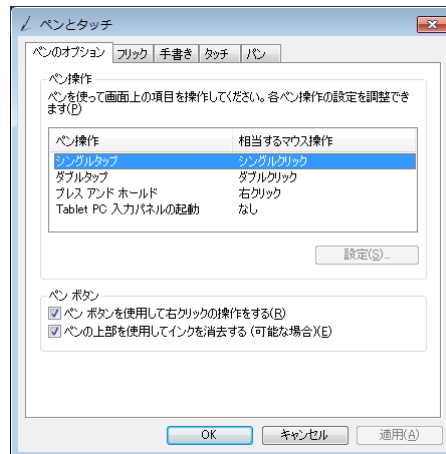 ペンとタッチ
ペンのオプション フリック 手書き タッチ パン
ペン操作
ペンを使って画面上の項目を操作してください。各ペン操作の設定を調整でき
ます(P)
ペン操作 相当するマウス操作
シングルタップ シングルクリック
ダブルタップ ダブルクリック
プレス アンド ホールド 右クリック
Tablet PC 入力パネルの起動 なし
設定(S)...
ペン ボタン
ペン ボタンを使用して右クリックの操作をする(R)
ペンの上部を使用してインクを消去する (可能な場合)(E)
OK キャンセル 適用(A)